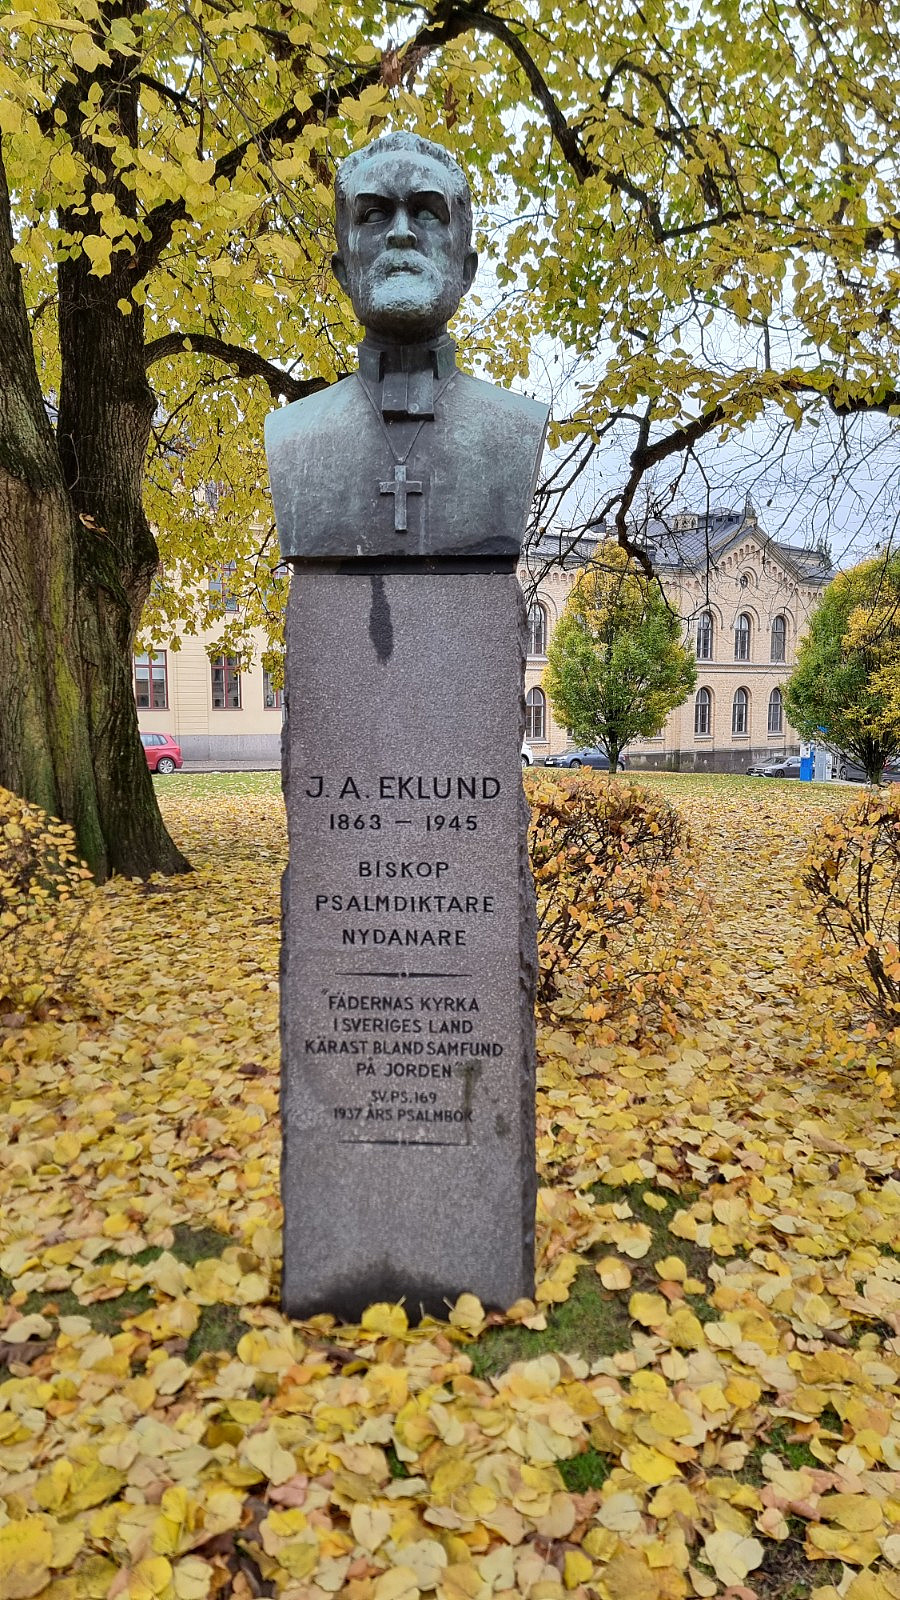 J. A. EKLUND
1863 – 1945
BISKOP
PSALMDIKTARE
NYDANARE
"FÄDERNAS KYRKA
I SVERIGES LAND
KÄRAST BLAND SAMFUND
PÅ JORDEN"
SV. PS. 169
1937 ÅRS PSALMBOK